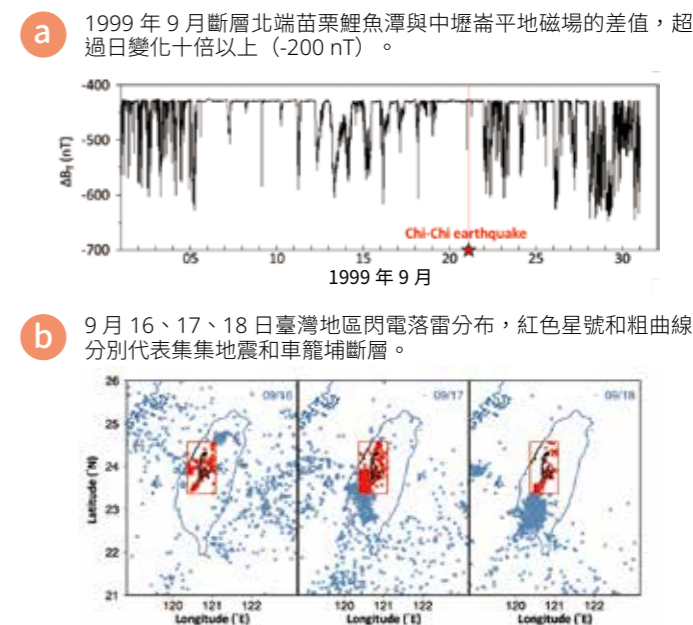 a
1999 年 9 月斷層北端苗栗鯉魚潭與中壢崙平地磁場的差值，超
過日變化十倍以上（-200 nT）。
-400
-500
-600
-700
ΔB_T (nT)
Chi-Chi earthquake
05 10 15 20 25 30
1999 年 9 月
b
9 月 16、17、18 日臺灣地區閃電落雷分布，紅色星號和粗曲線
分別代表集集地震和車籠埔斷層。
26
25
24
23
22
21
Latitude (˚N)
09/16 09/17 09/18
120 121 122 120 121 122 120 121 122
Longitude (˚E) Longitude (˚E) Longitude (˚E)